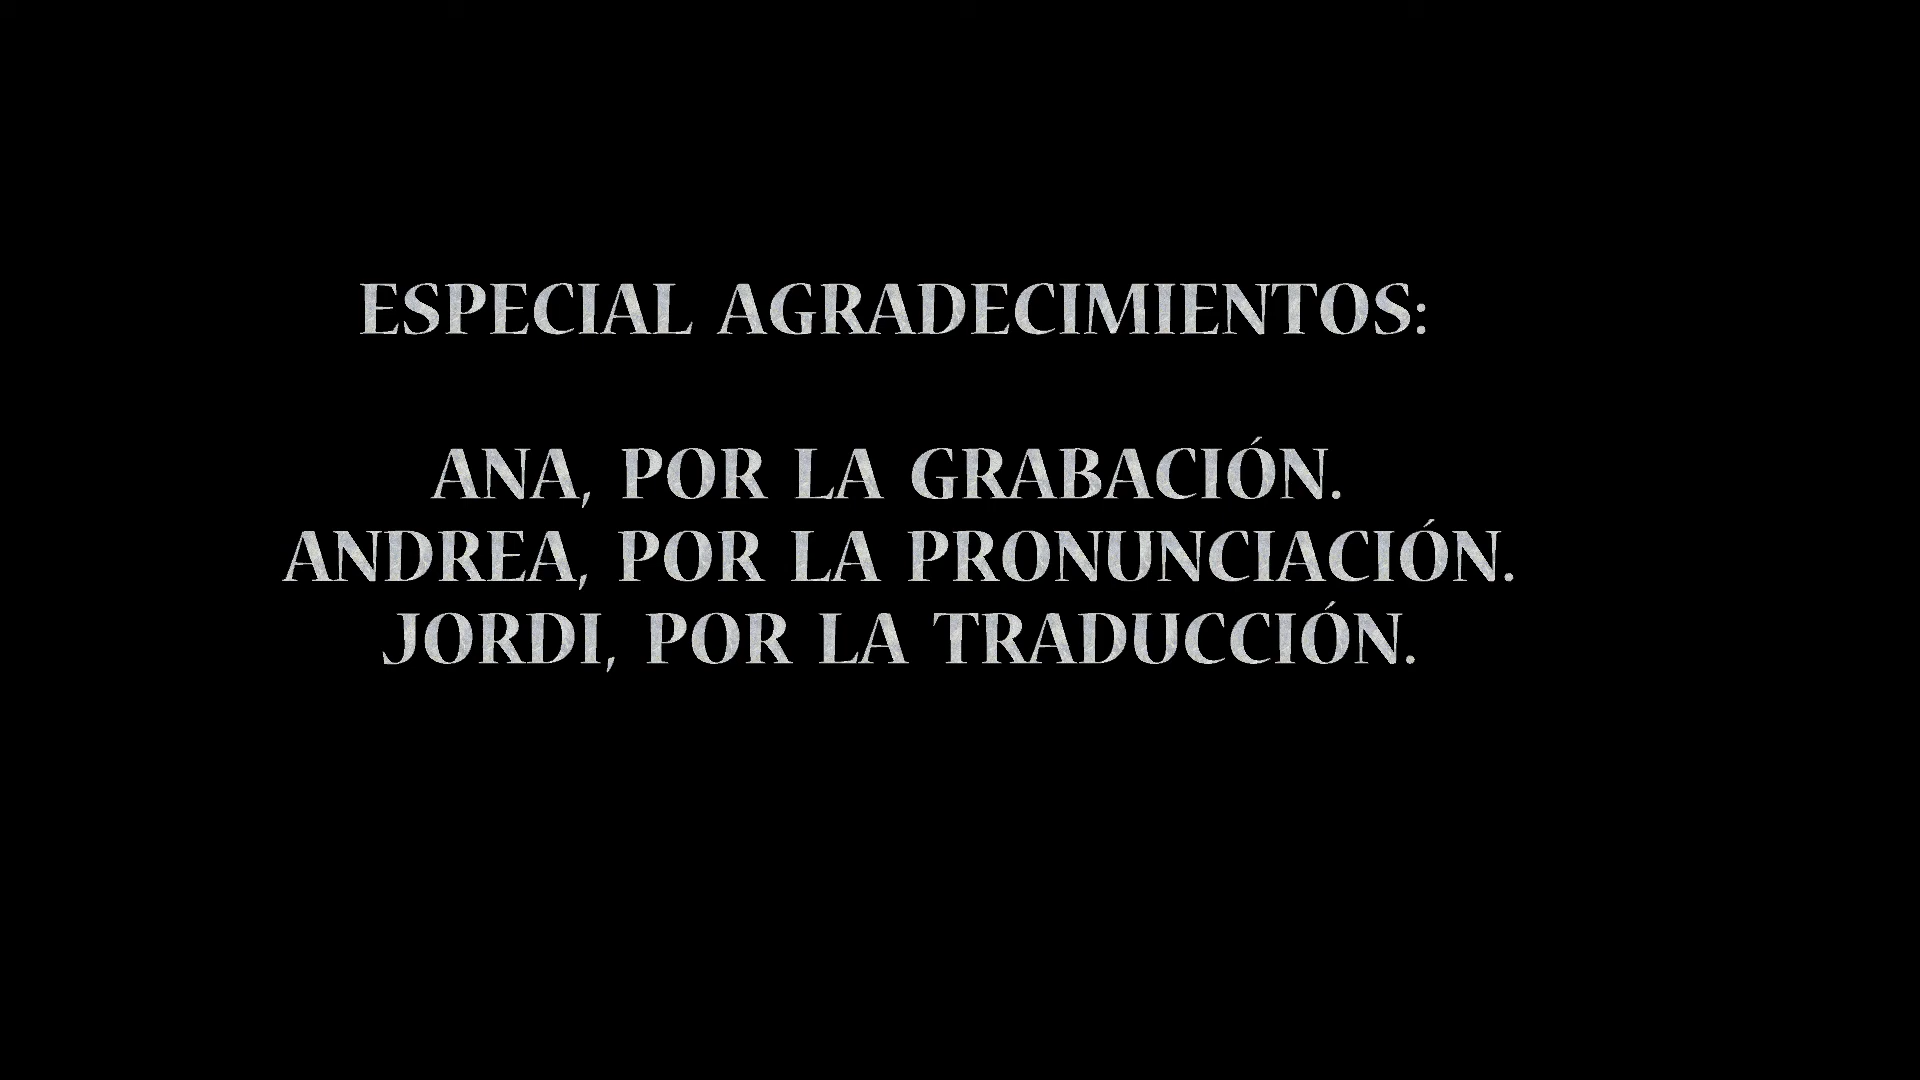 ESPECIAL AGRADECIMIENTOS:
ANA, POR LA GRABACIÓN.
ANDREA, POR LA PRONUNCIACIÓN.
JORDI, POR LA TRADUCCIÓN.